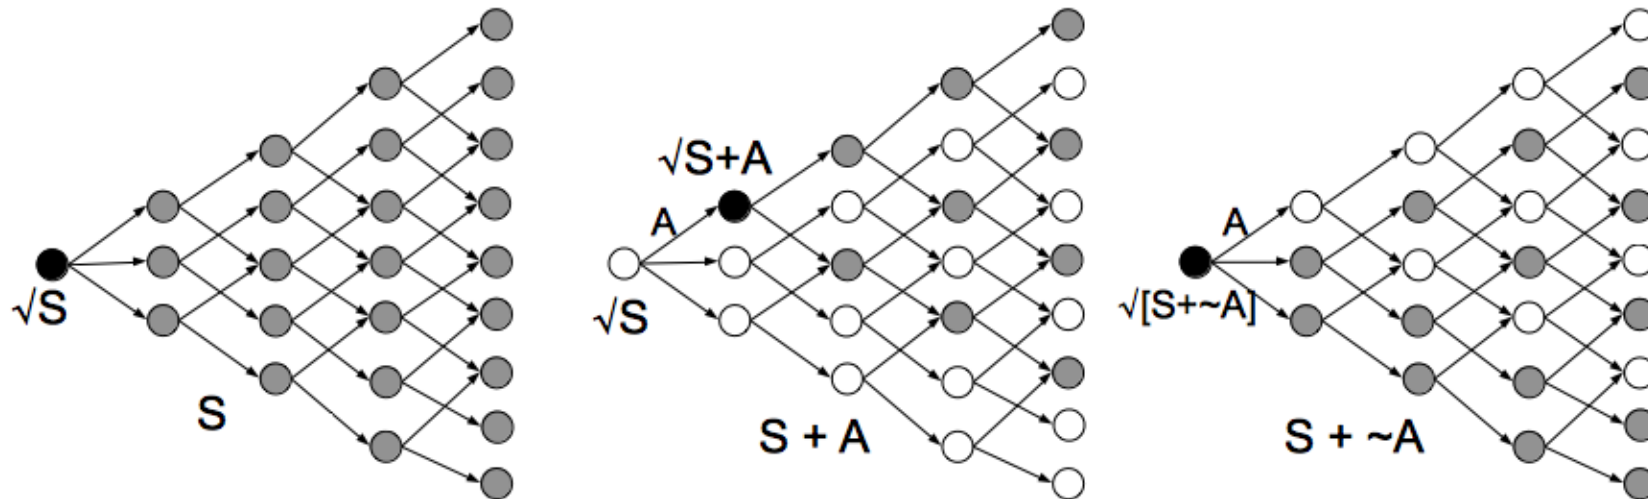 √S
S
√S+A
A
√S
S + A
A
√[S+~A]
S + ~A